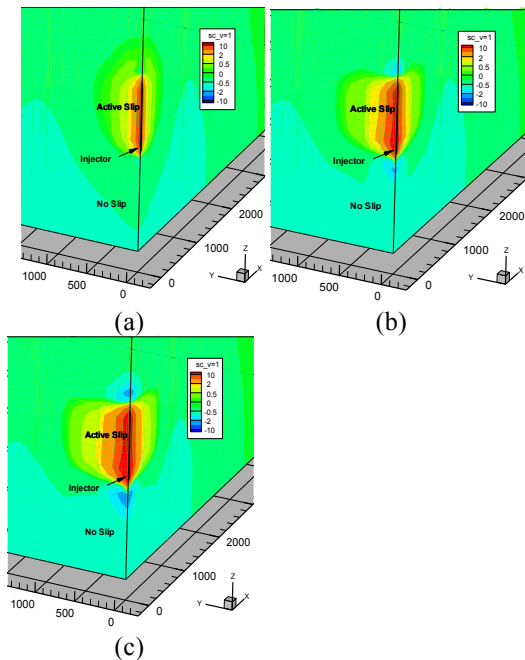 sc_v=1
10
2
0.5
0
-0.5
-2
-10
Active Slip
Injector
No Slip
1000
500
0
0
1000
2000
Z
Y
X
(a)
sc_v=1
10
2
0.5
0
-0.5
-2
-10
Active Slip
Injector
No Slip
1000
500
0
0
1000
2000
Z
Y
X
(b)
sc_v=1
10
2
0.5
0
-0.5
-2
-10
Active Slip
Injector
No Slip
1000
500
0
0
1000
2000
Z
Y
X
(c)